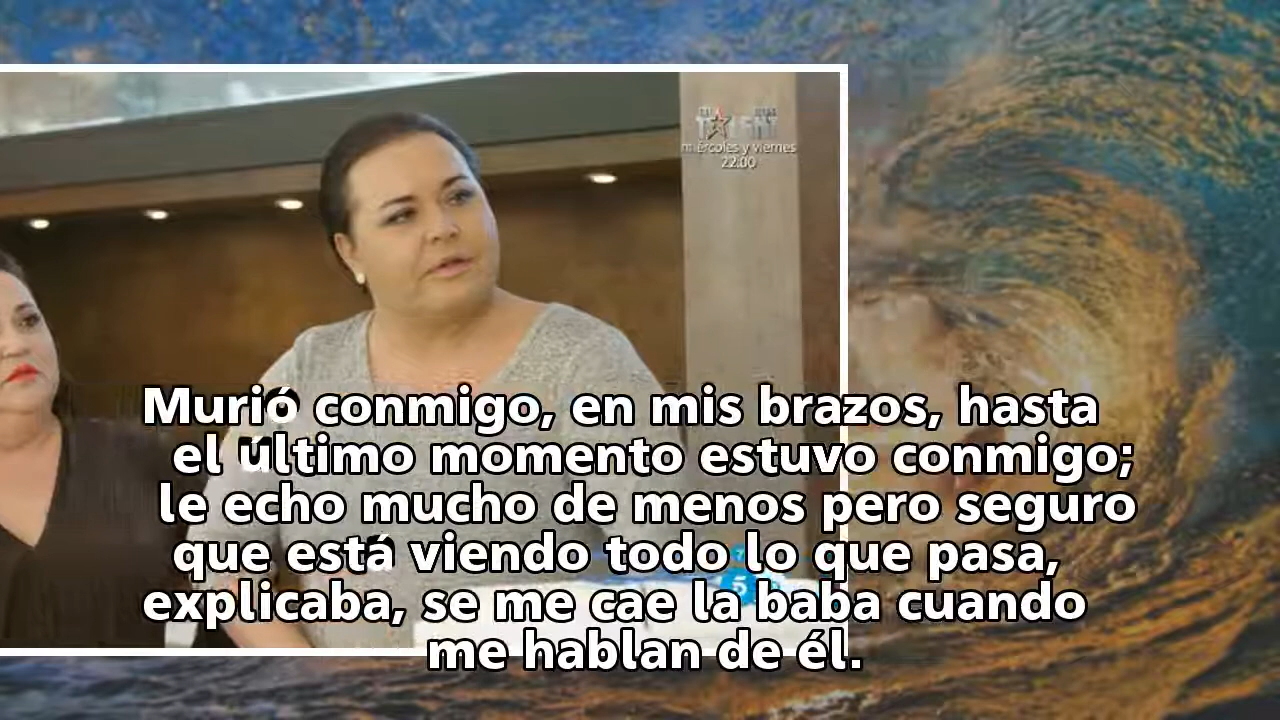 TALENT
miércoles y viernes
22:00
Murió conmigo, en mis brazos, hasta
el último momento estuvo conmigo;
le echo mucho de menos pero seguro
que está viendo todo lo que pasa,
5
explicaba, se me cae la baba cuando
me hablan de él.